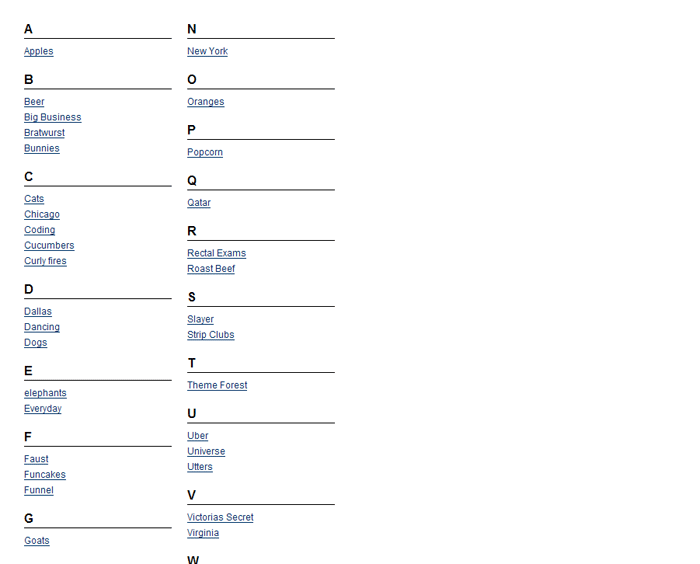 A
Apples
B
Beer
Big Business
Bratwurst
Bunnies
C
Cats
Chicago
Coding
Cucumbers
Curly fires
D
Dallas
Dancing
Dogs
E
elephants
Everyday
F
Faust
Funcakes
Funnel
G
Goats
N
New York
O
Oranges
P
Popcorn
Q
Qatar
R
Rectal Exams
Roast Beef
S
Slayer
Strip Clubs
T
Theme Forest
U
Uber
Universe
Utters
V
Victorias Secret
Virginia
W